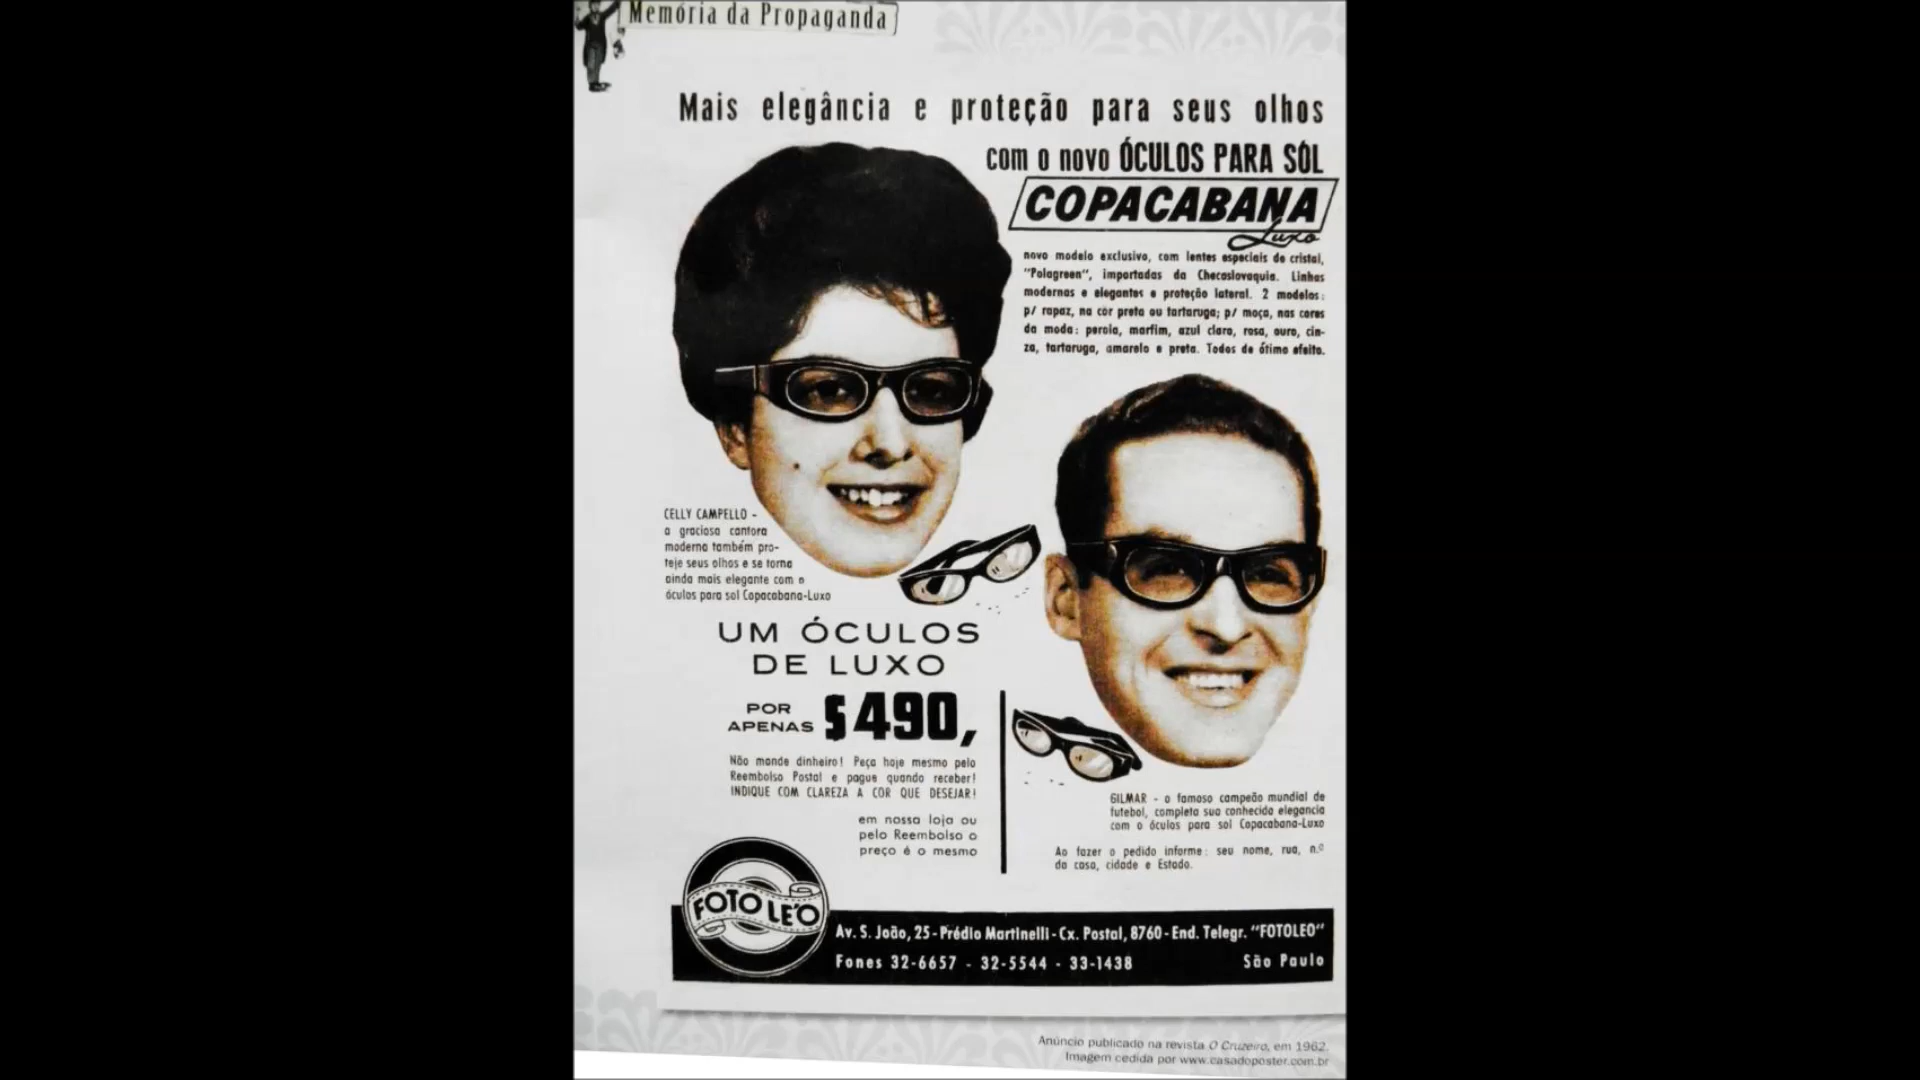 Memória da Propaganda
Mais elegância e proteção para seus olhos
com o novo ÓCULOS PARA SÓL
COPACABANA
Luxo
novo modelo exclusivo, com lentes especiais de cristal,
"Polagreen", importadas da Checoslovaquia. Linhas
modernas e elegantes e proteção lateral. 2 modelos:
p/ rapaz, na côr preta ou tartaruga; p/ moça, nas cores
da moda: perola, marfim, azul claro, rosa, ouro, cin-
za, tartaruga, amarelo e preta. Todos de ótimo efeito.
CELLY CAMPELLO -
a graciosa cantora
moderna também pro-
teje seus olhos e se torna
ainda mais elegante com o
óculos para sol Copacabana-Luxo
UM ÓCULOS
DE LUXO
POR
APENAS $490,
Não mande dinheiro! Peça hoje mesmo pelo
Reembolso Postal e pague quando receber!
INDIQUE COM CLAREZA A COR QUE DESEJAR!
em nossa loja ou
pelo Reembolso o
preço é o mesmo
GILMAR - o famoso campeão mundial de
futebol, completa sua conhecida elegancia
com o óculos para sol Copacabana-Luxo
Ao fazer o pedido informe: seu nome, rua, n.º
da casa, cidade e Estado.
FOTO LEO
Av. S. João, 25 - Prédio Martinelli - Cx. Postal, 8760 - End. Telegr. "FOTOLEO"
Fones 32-6657 - 32-5544 - 33-1438 São Paulo
Anúncio publicado na revista O Cruzeiro, em 1962.
Imagem cedida por www.casadoposter.com.br